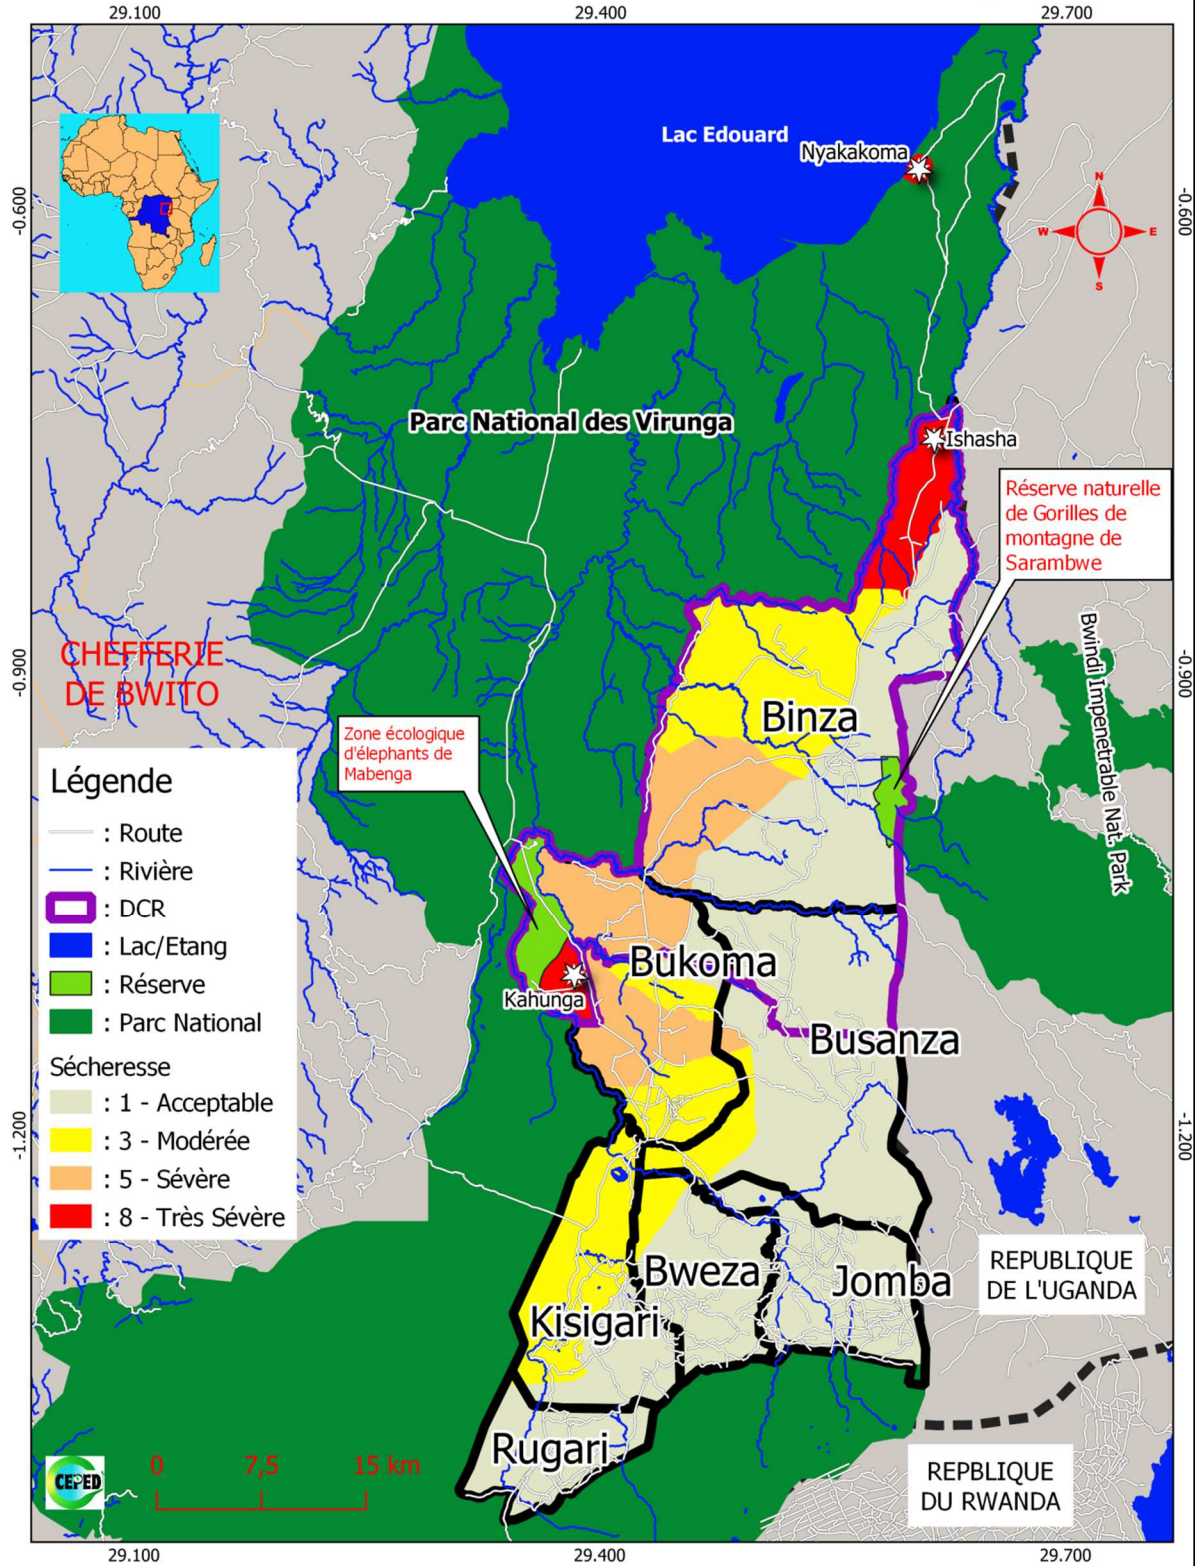 29.100
29.400
29.700
-0.600
-0.600
Lac Edouard
Nyakakoma
N
W
E
S
Parc National des Virunga
Ishasha
Réserve naturelle
de Gorilles de
montagne de
Sarambwe
-0.900
-0.900
CHEFFERIE
DE BWITO
Bwindi Impenetrable Nat. Park
Binza
Zone écologique
d'élephants de
Mabenga
Légende
: Route
: Rivière
: DCR
: Lac/Etang
: Réserve
: Parc National
Sécheresse
: 1 - Acceptable
: 3 - Modérée
: 5 - Sévère
: 8 - Très Sévère
Bukoma
Kahunga
Busanza
-1.200
-1.200
REPUBLIQUE
DE L'UGANDA
Bweza
Jomba
Kisigari
Rugari
CEPED
0
7,5
15 km
REPBLIQUE
DU RWANDA
29.100
29.400
29.700